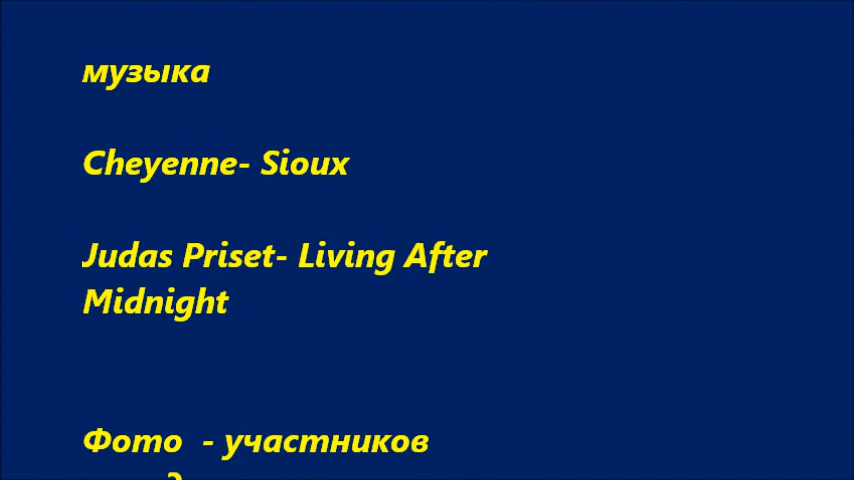 музыка
Cheyenne- Sioux
Judas Priset- Living After
Midnight
Фото - участников